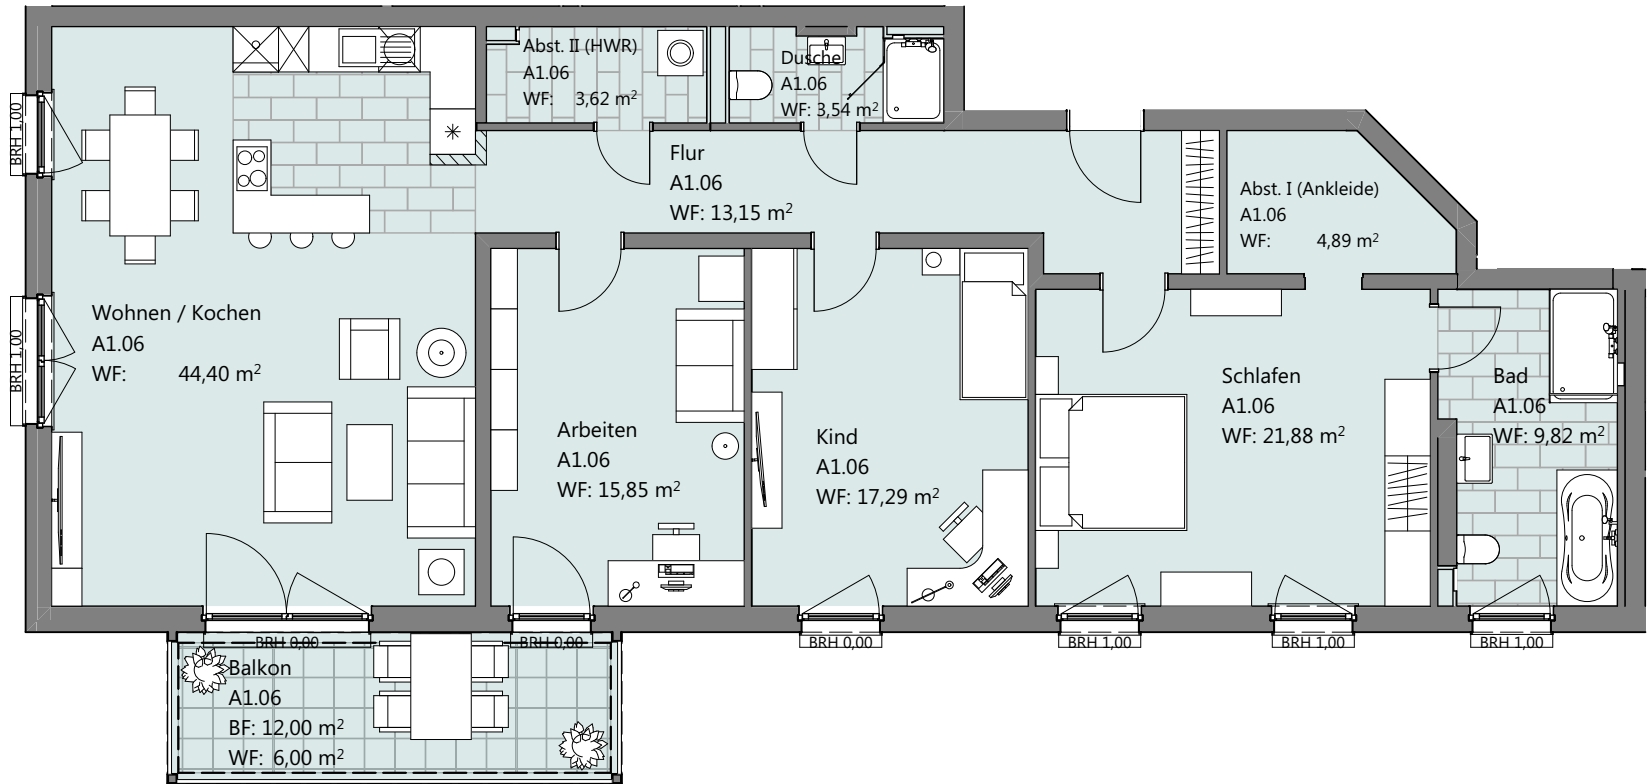 Abst. II (HWR)
A1.06
WF: 3,62 m²
Dusche
A1.06
WF: 3,54 m²
BRH 1,00
Flur
A1.06
WF: 13,15 m²
Abst. I (Ankleide)
A1.06
WF: 4,89 m²
Wohnen / Kochen
A1.06
WF: 44,40 m²
BRH 1,00
Arbeiten
A1.06
WF: 15,85 m²
Kind
A1.06
WF: 17,29 m²
Schlafen
A1.06
WF: 21,88 m²
Bad
A1.06
WF: 9,82 m²
BRH 0,00
BRH 0,00
BRH 0,00
BRH 1,00
BRH 1,00
BRH 1,00
Balkon
A1.06
BF: 12,00 m²
WF: 6,00 m²